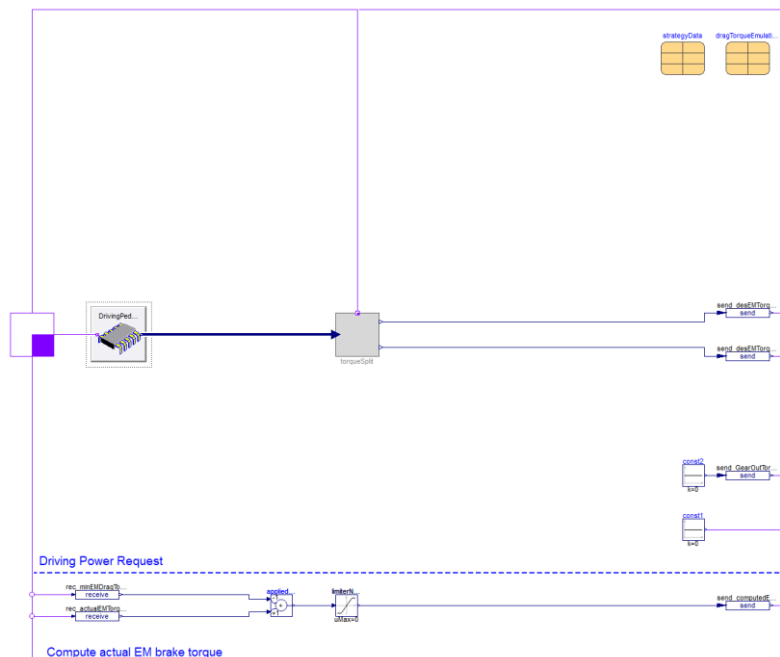 strategyData
dragTorqueEmulati...
DrivingPed...
send_desEMTorq...
send
torqueSplit
send_desEMTorq...
send
const2
send_GearOutTor...
send
k=0
const1
k=0
Driving Power Request
rec_minEMDragTo...
receive
applied...
limiterN...
send_computedE...
send
rec_actualEMTorq...
receive
uMax=0
Compute actual EM brake torque